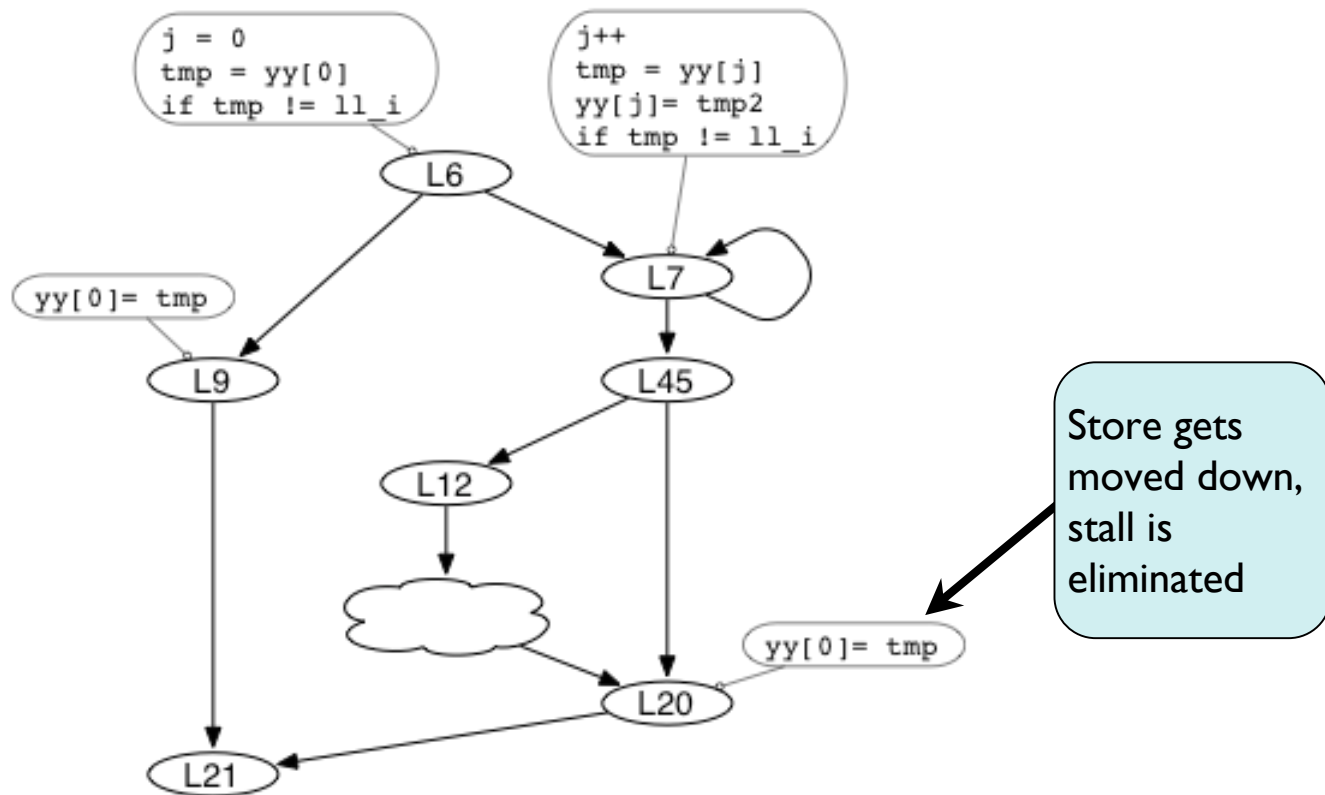 j = 0
tmp = yy[0]
if tmp != ll_i
j++
tmp = yy[j]
yy[j]= tmp2
if tmp != ll_i
L6
L7
yy[0]= tmp
L9
L45
Store gets
moved down,
stall is
eliminated
L12
yy[0]= tmp
L20
L21